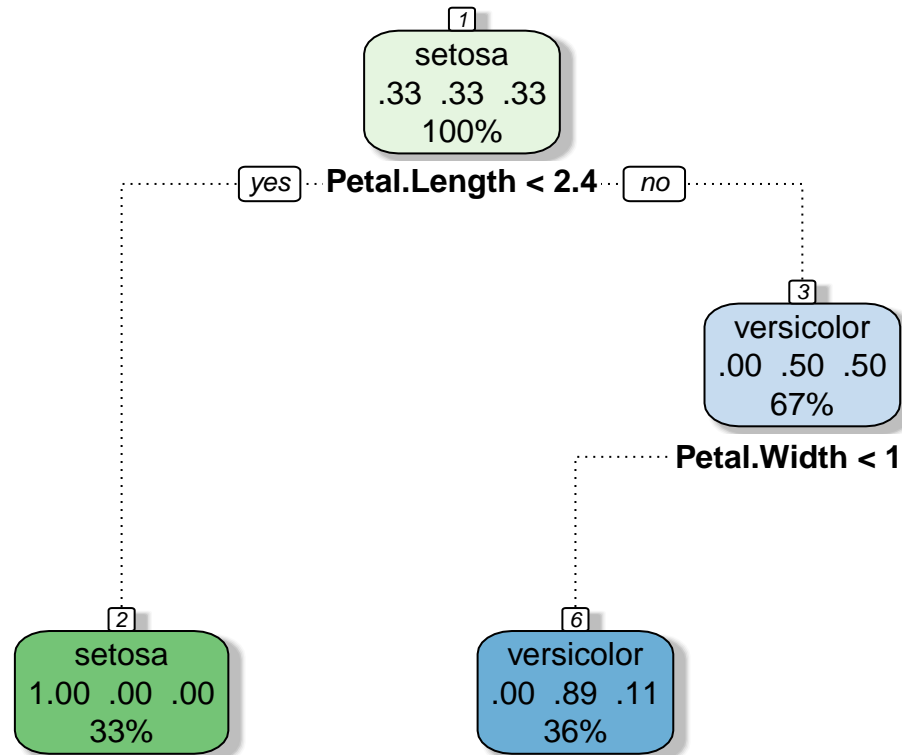 1
setosa
.33 .33 .33
100%
yes Petal.Length < 2.4 no
3
versicolor
.00 .50 .50
67%
Petal.Width < 1
2
setosa
1.00 .00 .00
33%
6
versicolor
.00 .89 .11
36%